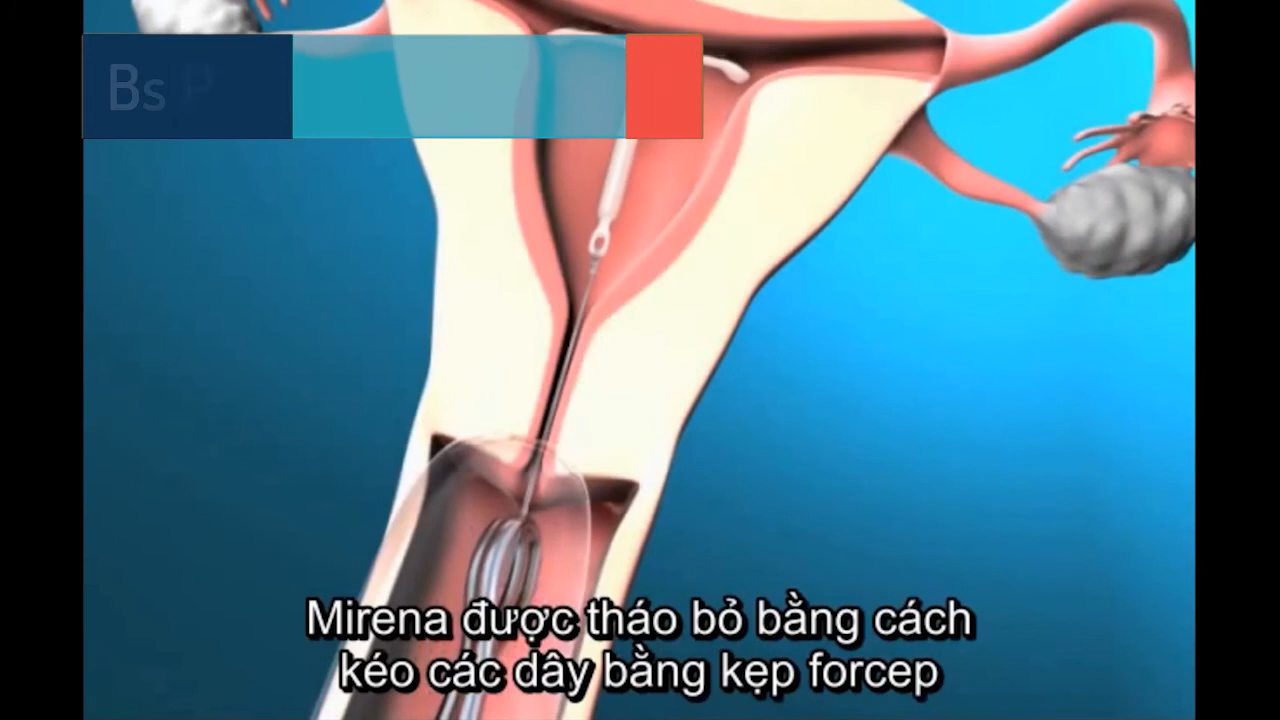 Bs
Mirena được tháo bỏ bằng cách
kéo các dây bằng kẹp forcep